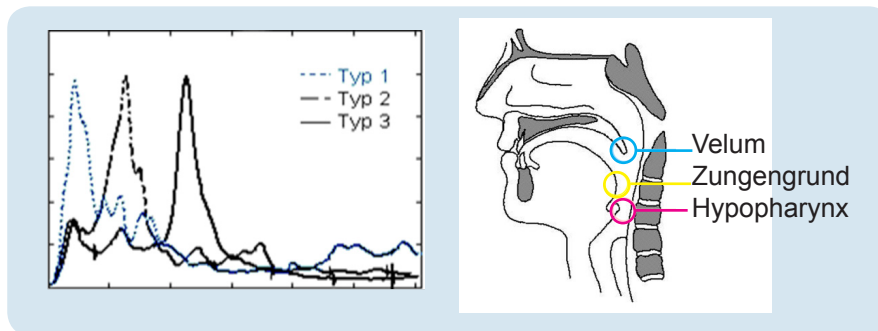 Typ 1
Typ 2
Typ 3
Velum
Zungengrund
Hypopharynx